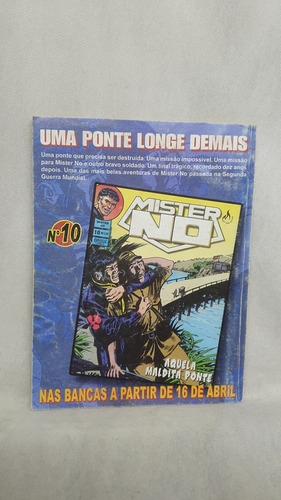 UMA PONTE LONGE DEMAIS
Uma ponte que precisa ser destruída. Uma missão impossível. Uma missão
para Mister No e outro bravo soldado. Um final trágico, recordado dez anos
depois. Uma das mais belas aventuras de Mister No passada na Segunda
Guerra Mundial.
Nº10
MISTER
NO
AQUELA
MALDITA PONTE
NAS BANCAS A PARTIR DE 16 DE ABRIL